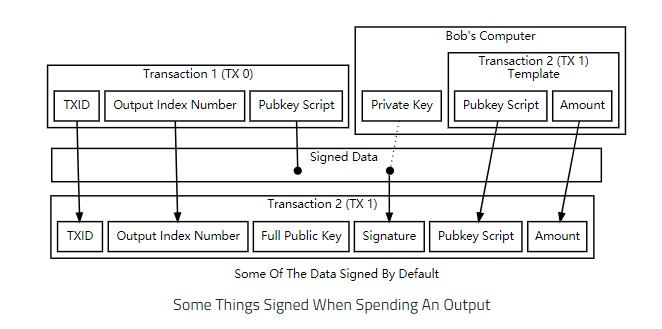 Bob's Computer
Transaction 1 (TX 0)
TXID
Output Index Number
Pubkey Script
Private Key
Transaction 2 (TX 1)
Template
Pubkey Script
Amount
Signed Data
Transaction 2 (TX 1)
TXID
Output Index Number
Full Public Key
Signature
Pubkey Script
Amount
Some Of The Data Signed By Default
Some Things Signed When Spending An Output